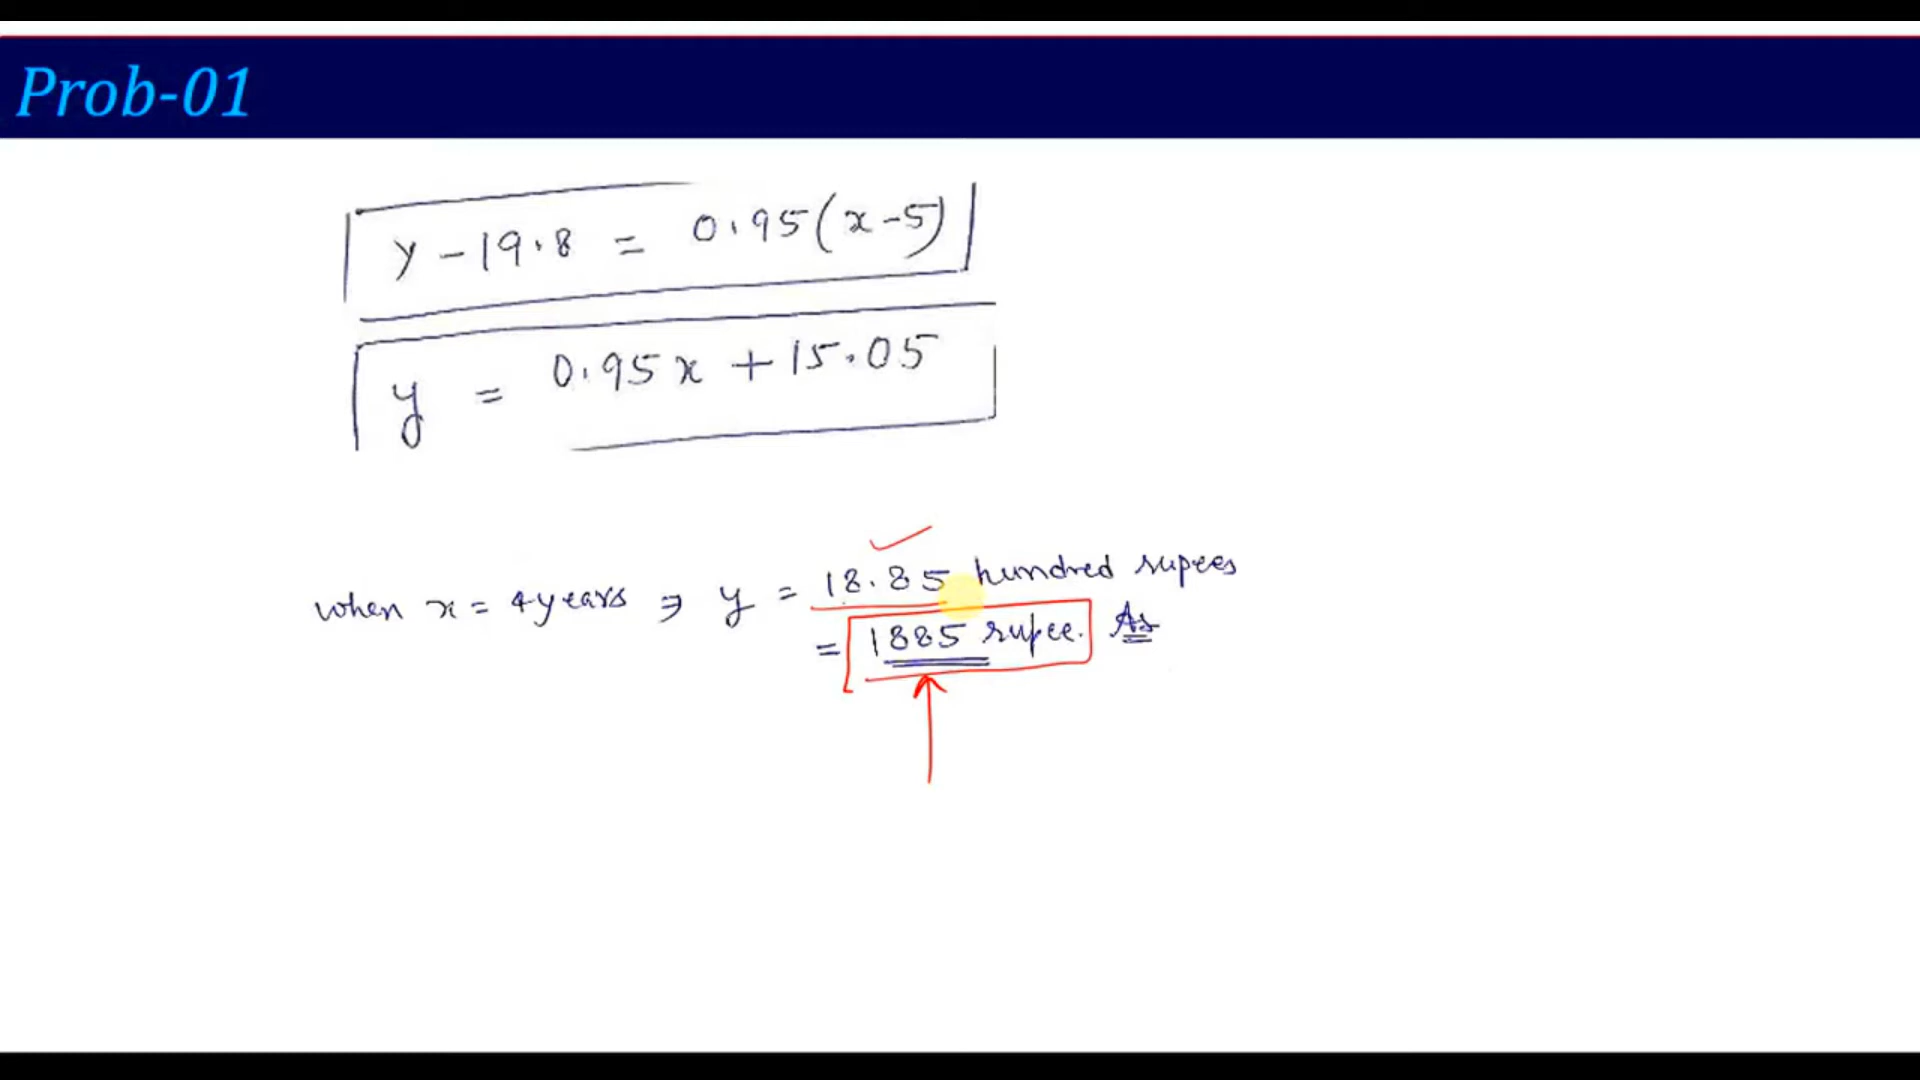 Prob-01
y - 19.8 = 0.95(x-5)
y = 0.95x + 15.05
when x = 4 years ⇒ y = 18.85 hundred rupees
= 1885 rupee. As